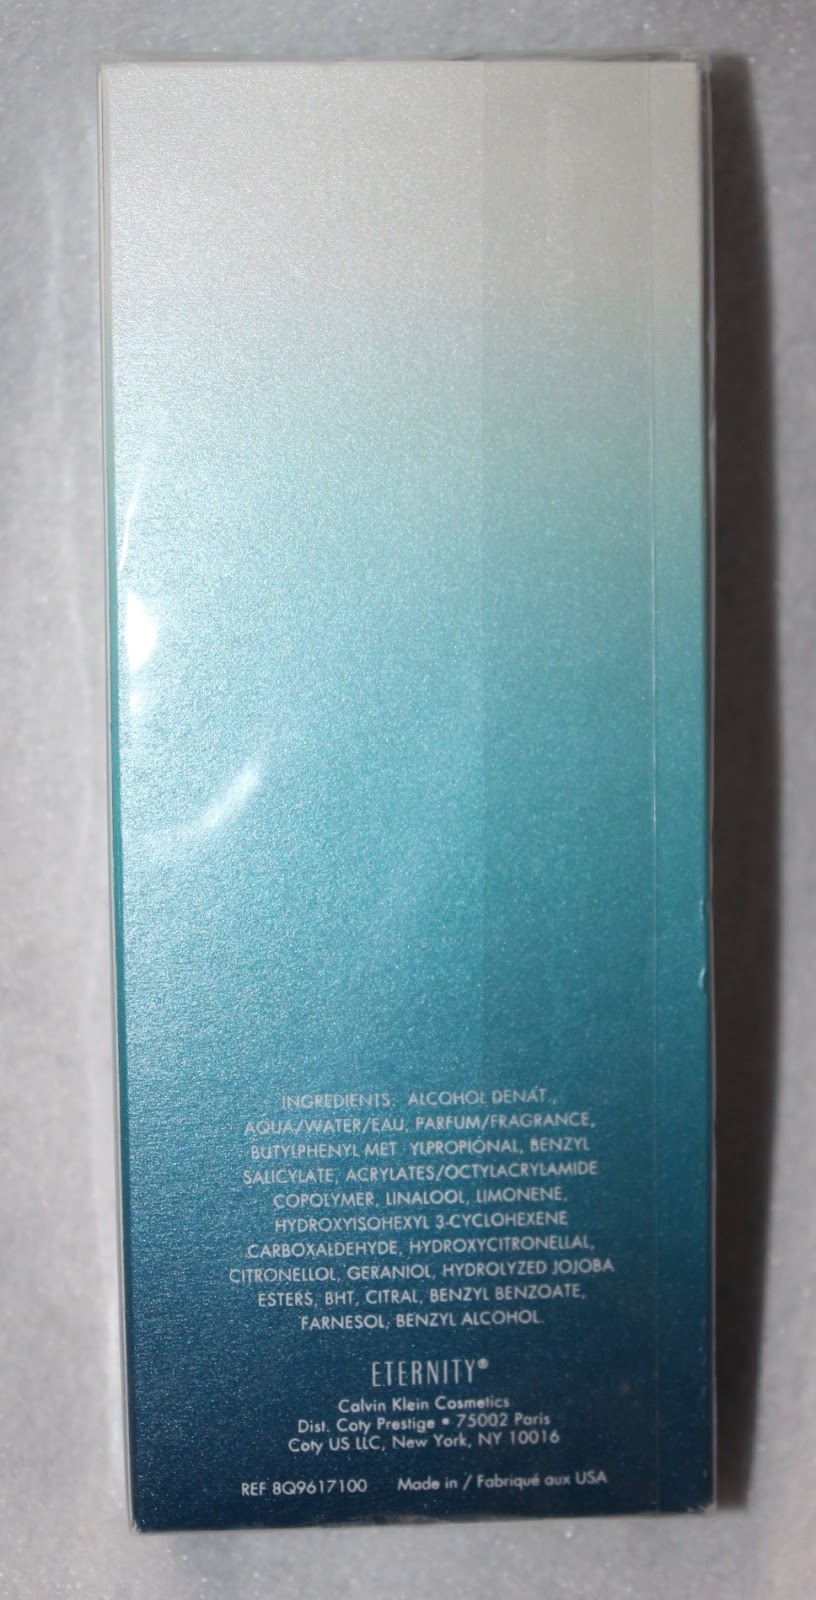 INGREDIENTS: ALCOHOL DENAT.,
AQUA/WATER/EAU, PARFUM/FRAGRANCE,
BUTYLPHENYL MET YLPROPIONAL, BENZYL
SALICYLATE, ACRYLATES/OCTYLACRYLAMIDE
COPOLYMER, LINALOOL, LIMONENE,
HYDROXYISOHEXYL 3-CYCLOHEXENE
CARBOXALDEHYDE, HYDROXYCITRONELLAL,
CITRONELLOL, GERANIOL, HYDROLYZED JOJOBA
ESTERS, BHT, CITRAL, BENZYL BENZOATE,
FARNESOL, BENZYL ALCOHOL.
ETERNITY®
Calvin Klein Cosmetics
Dist. Coty Prestige • 75002 Paris
Coty US LLC, New York, NY 10016
REF 8Q9617100 Made in / Fabriqué aux USA